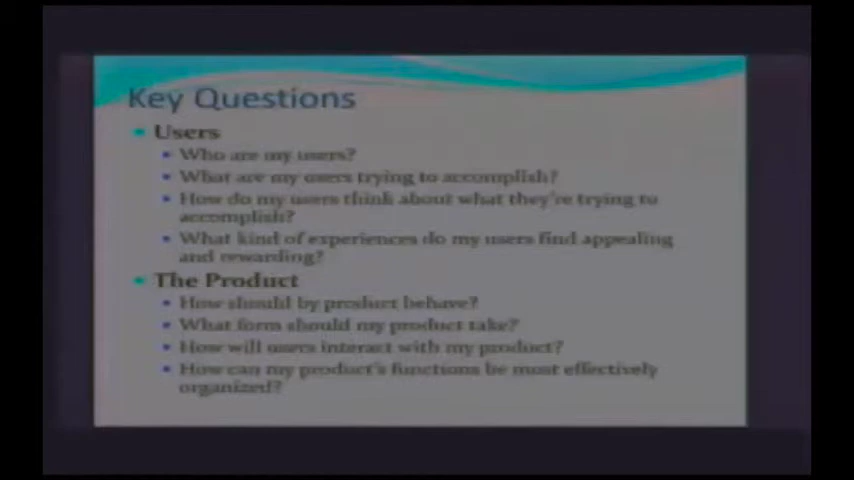 Key Questions
Users
Who are my users?
What are my users trying to accomplish?
How do my users think about what they're trying to
accomplish?
What kind of experiences do my users find appealing
and rewarding?
The Product
How should by product behave?
What form should my product take?
How will users interact with my product?
How can my product's functions be most effectively
organized?